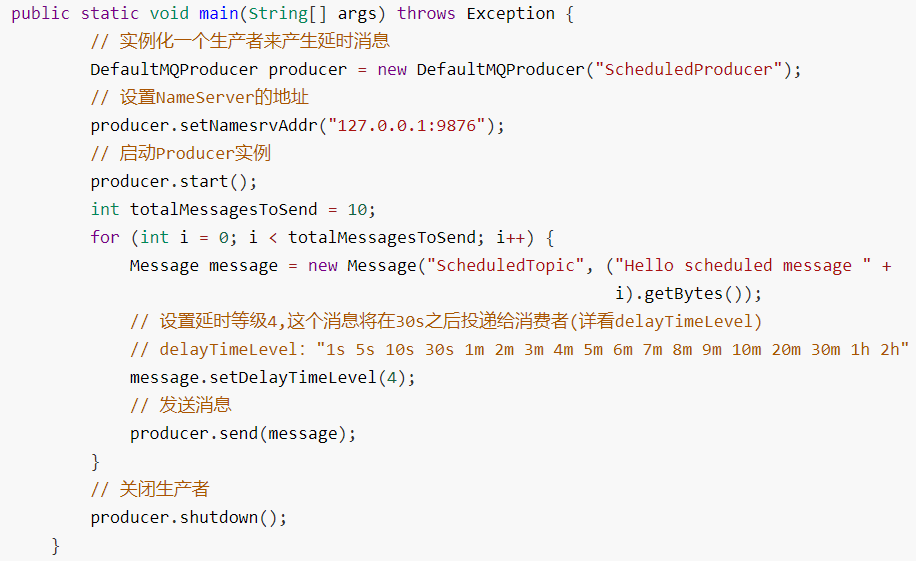 public static void main(String[] args) throws Exception {
// 实例化一个生产者来产生延时消息
DefaultMQProducer producer = new DefaultMQProducer("ScheduledProducer");
// 设置NameServer的地址
producer.setNamesrvAddr("127.0.0.1:9876");
// 启动Producer实例
producer.start();
int totalMessagesToSend = 10;
for (int i = 0; i < totalMessagesToSend; i++) {
Message message = new Message("ScheduledTopic", ("Hello scheduled message " +
i).getBytes());
// 设置延时等级4,这个消息将在30s之后投递给消费者(详看delayTimeLevel)
// delayTimeLevel："1s 5s 10s 30s 1m 2m 3m 4m 5m 6m 7m 8m 9m 10m 20m 30m 1h 2h"
message.setDelayTimeLevel(4);
// 发送消息
producer.send(message);
}
// 关闭生产者
producer.shutdown();
}